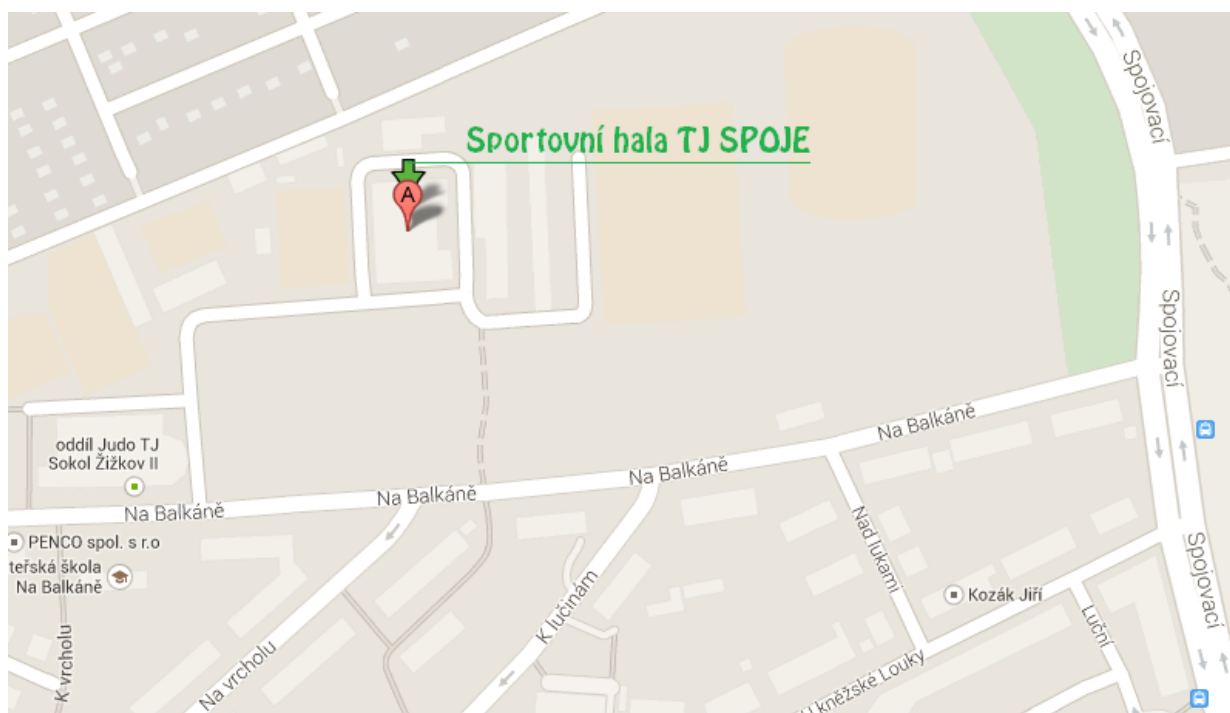 Spojovací
Sportovní hala TJ SPOJE
A
Spojovací
Na Balkáně
oddíl Judo TJ
Sokol Žižkov II
Na Balkáně
Na Balkáně
Na Balkáně
PENCO spol. s r.o
teřská škola
Na Balkáně
Nad lukami
Spojovací
K lučinám
Kozák Jiří
Luční
K vrcholu
Na vrcholu
U kněžské Louky